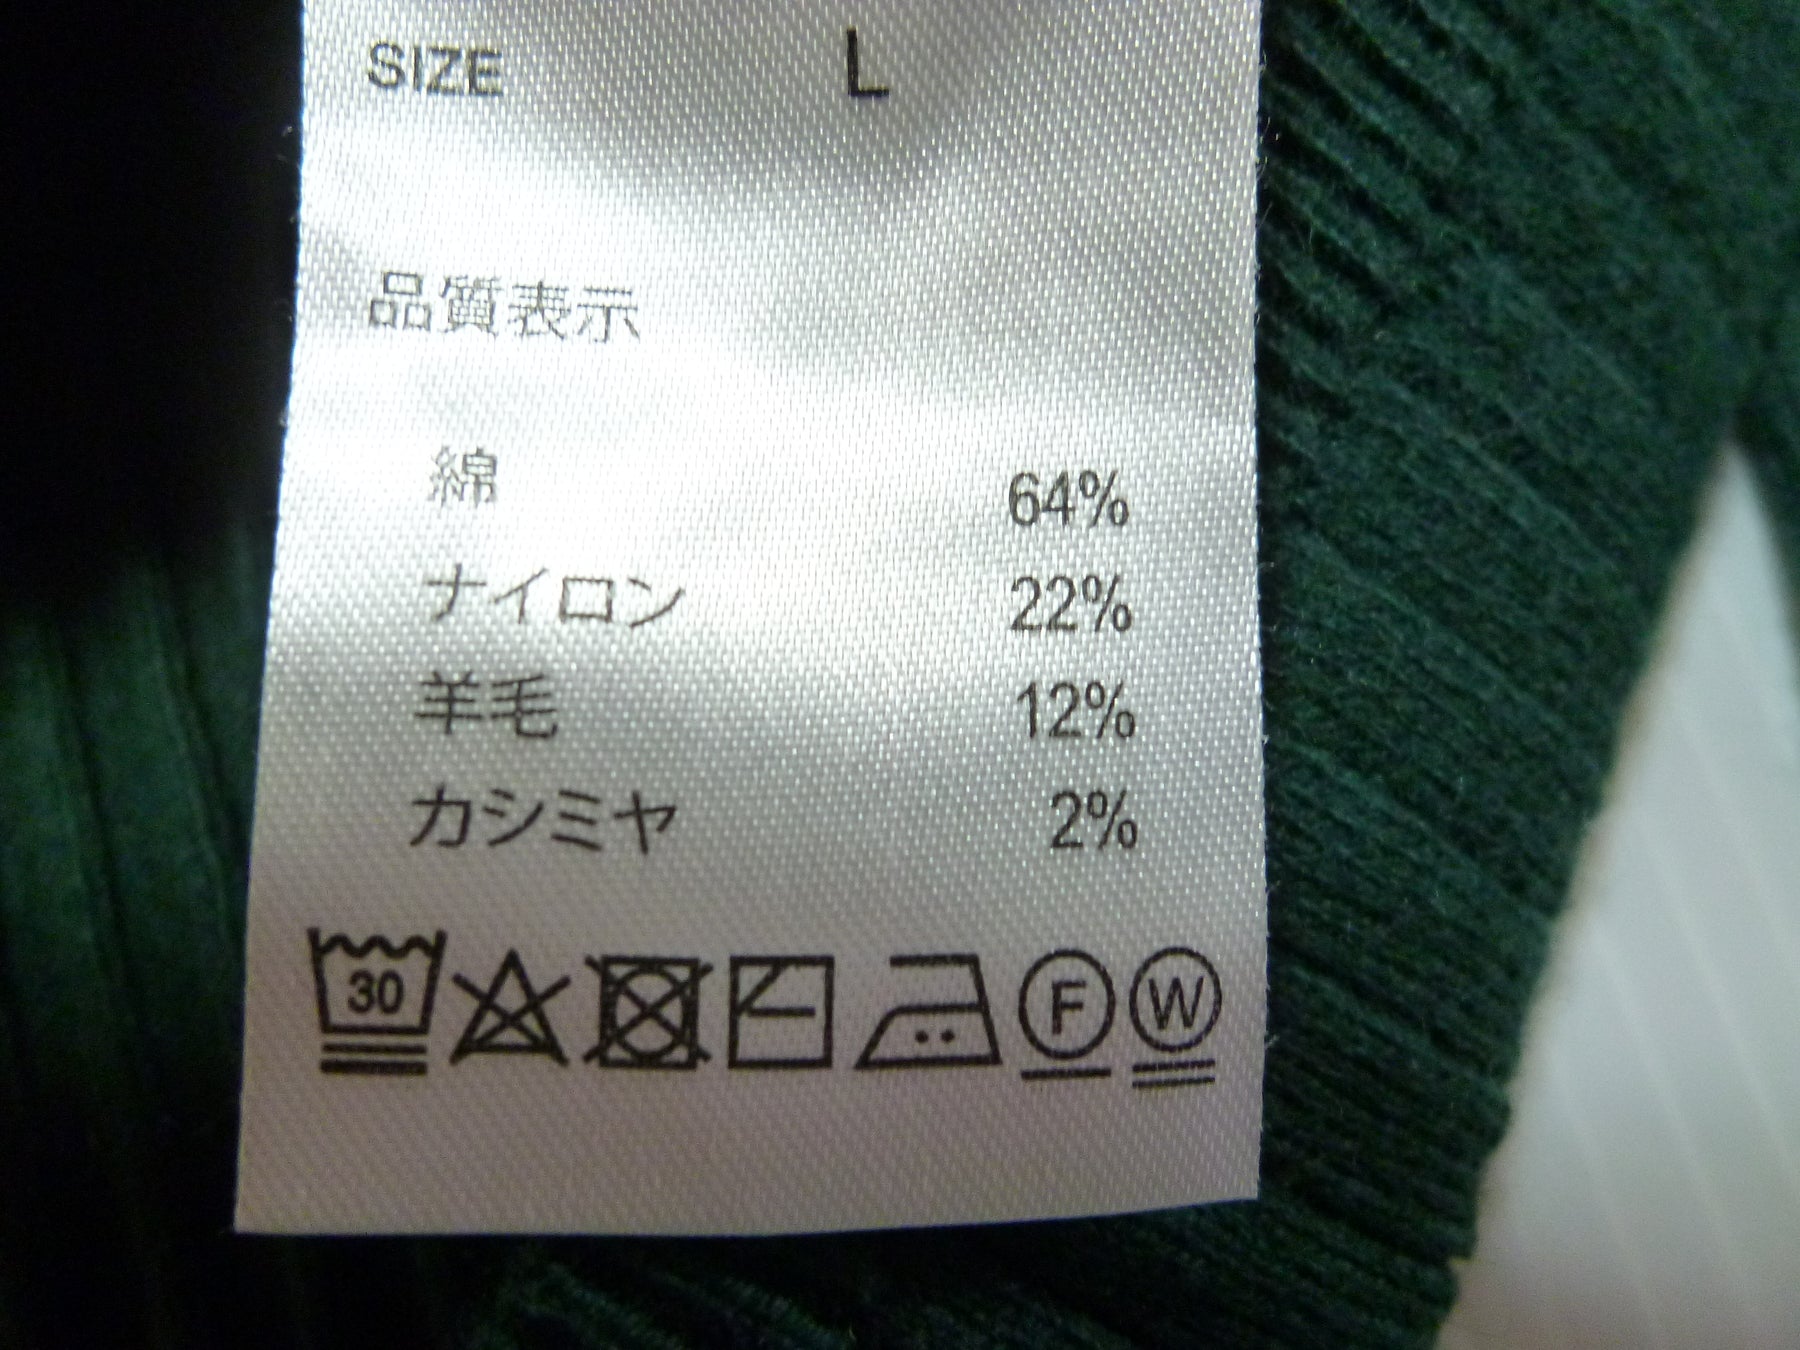 SIZE L
品質表示
綿 64%
ナイロン 22%
羊毛 12%
カシミヤ 2%
30 F W